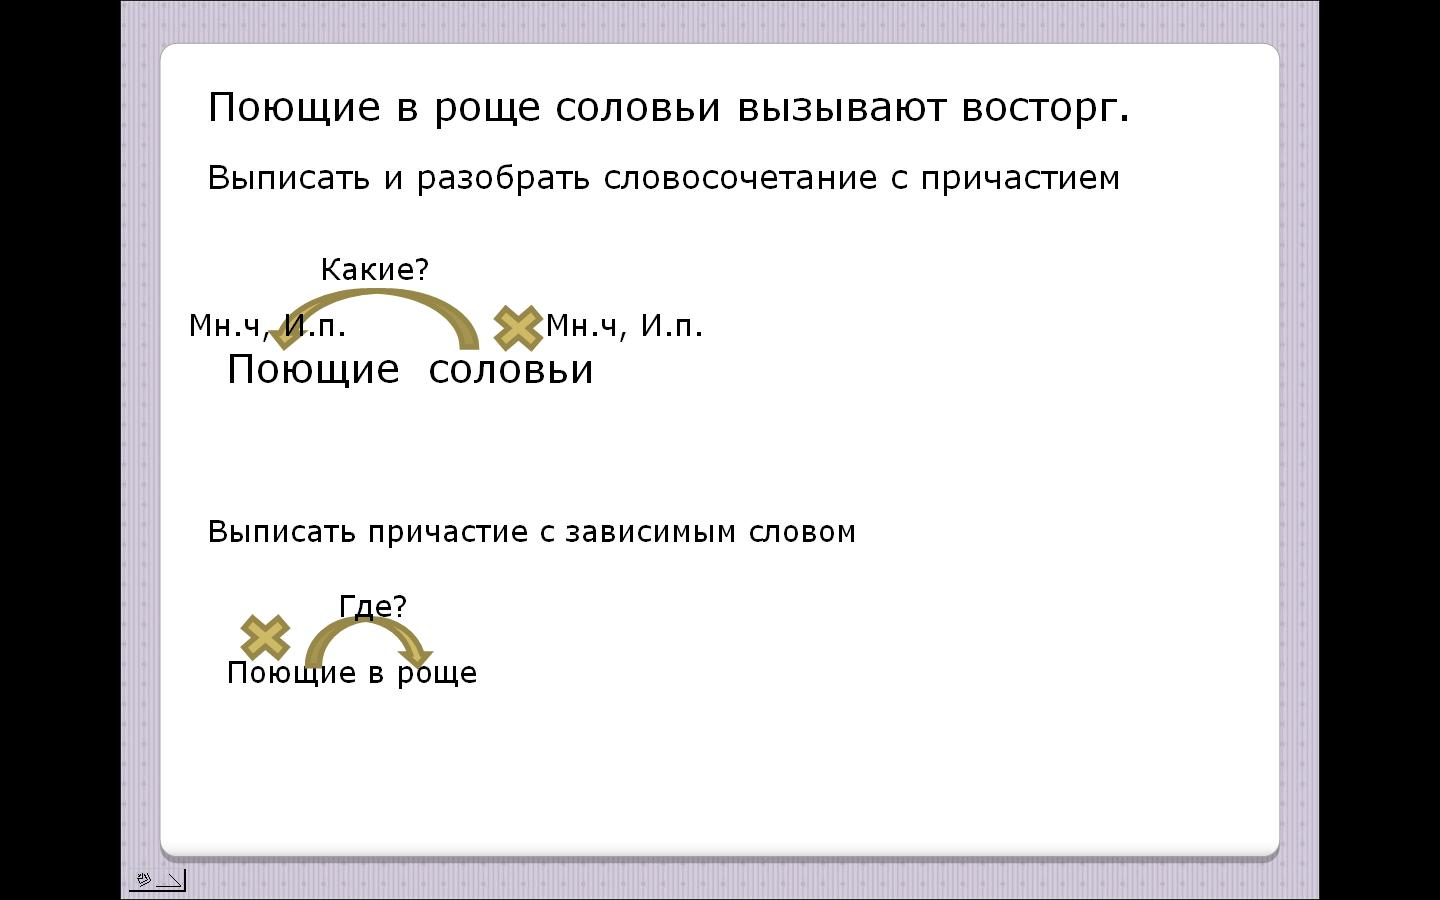 Поющие в роще соловьи вызывают восторг.
Выписать и разобрать словосочетание с причастием
Какие?
Мн.ч, И.п. Мн.ч, И.п.
Поющие соловьи
Выписать причастие с зависимым словом
Где?
Поющие в роще